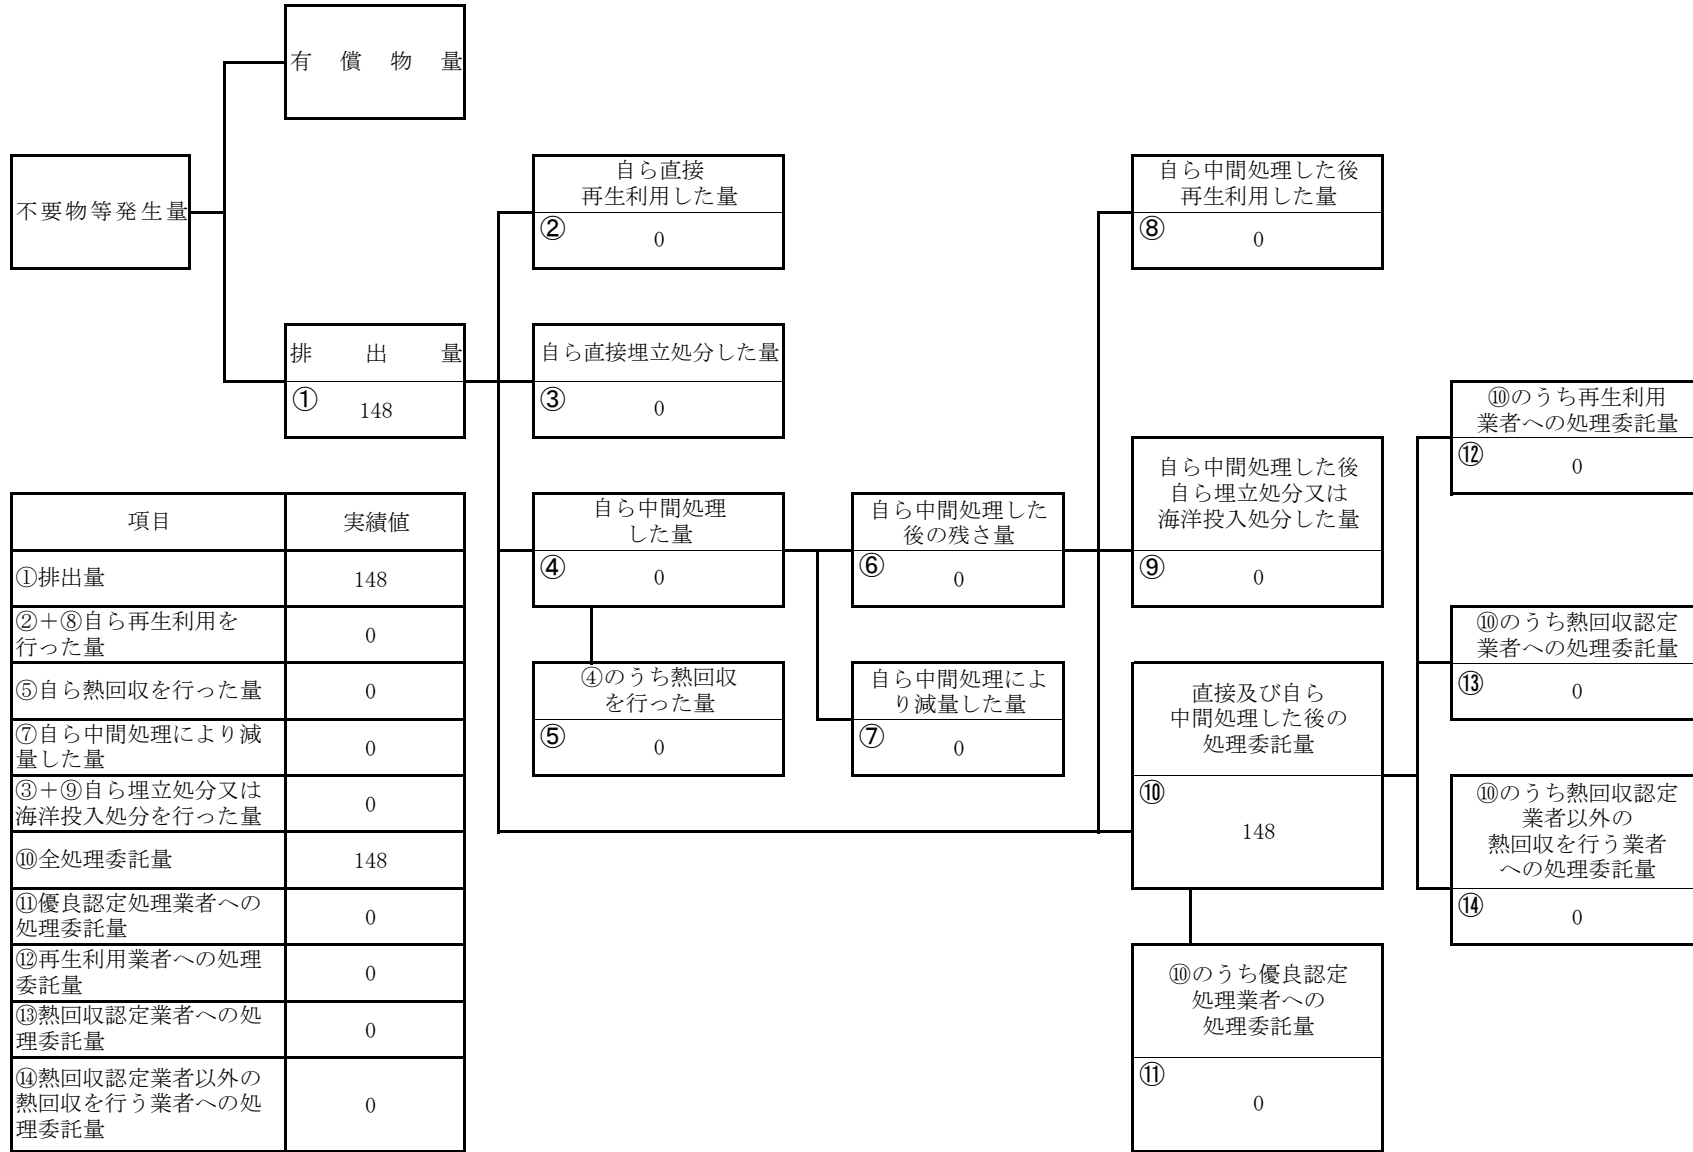 有償物量
不要物等発生量
排出量
①
148
自ら直接
再生利用した量
②
0
自ら直接埋立処分した量
③
0
自ら中間処理
した量
④
0
④のうち熱回収
を行った量
⑤
0
自ら中間処理した
後の残さ量
⑥
0
自ら中間処理によ
り減量した量
⑦
0
自ら中間処理した後
再生利用した量
⑧
0
自ら中間処理した後
自ら埋立処分又は
海洋投入処分した量
⑨
0
直接及び自ら
中間処理した後の
処理委託量
⑩
148
⑩のうち優良認定
処理業者への
処理委託量
⑪
0
⑩のうち再生利用
業者への処理委託量
⑫
0
⑩のうち熱回収認定
業者への処理委託量
⑬
0
⑩のうち熱回収認定
業者以外の
熱回収を行う業者
への処理委託量
⑭
0
項目 実績値
①排出量 148
②＋⑧自ら再生利用を
行った量 0
⑤自ら熱回収を行った量 0
⑦自ら中間処理により減
量した量 0
③＋⑨自ら埋立処分又は
海洋投入処分を行った量 0
⑩全処理委託量 148
⑪優良認定処理業者への
処理委託量 0
⑫再生利用業者への処理
委託量 0
⑬熱回収認定業者への処
理委託量 0
⑭熱回収認定業者以外の
熱回収を行う業者への処
理委託量 0